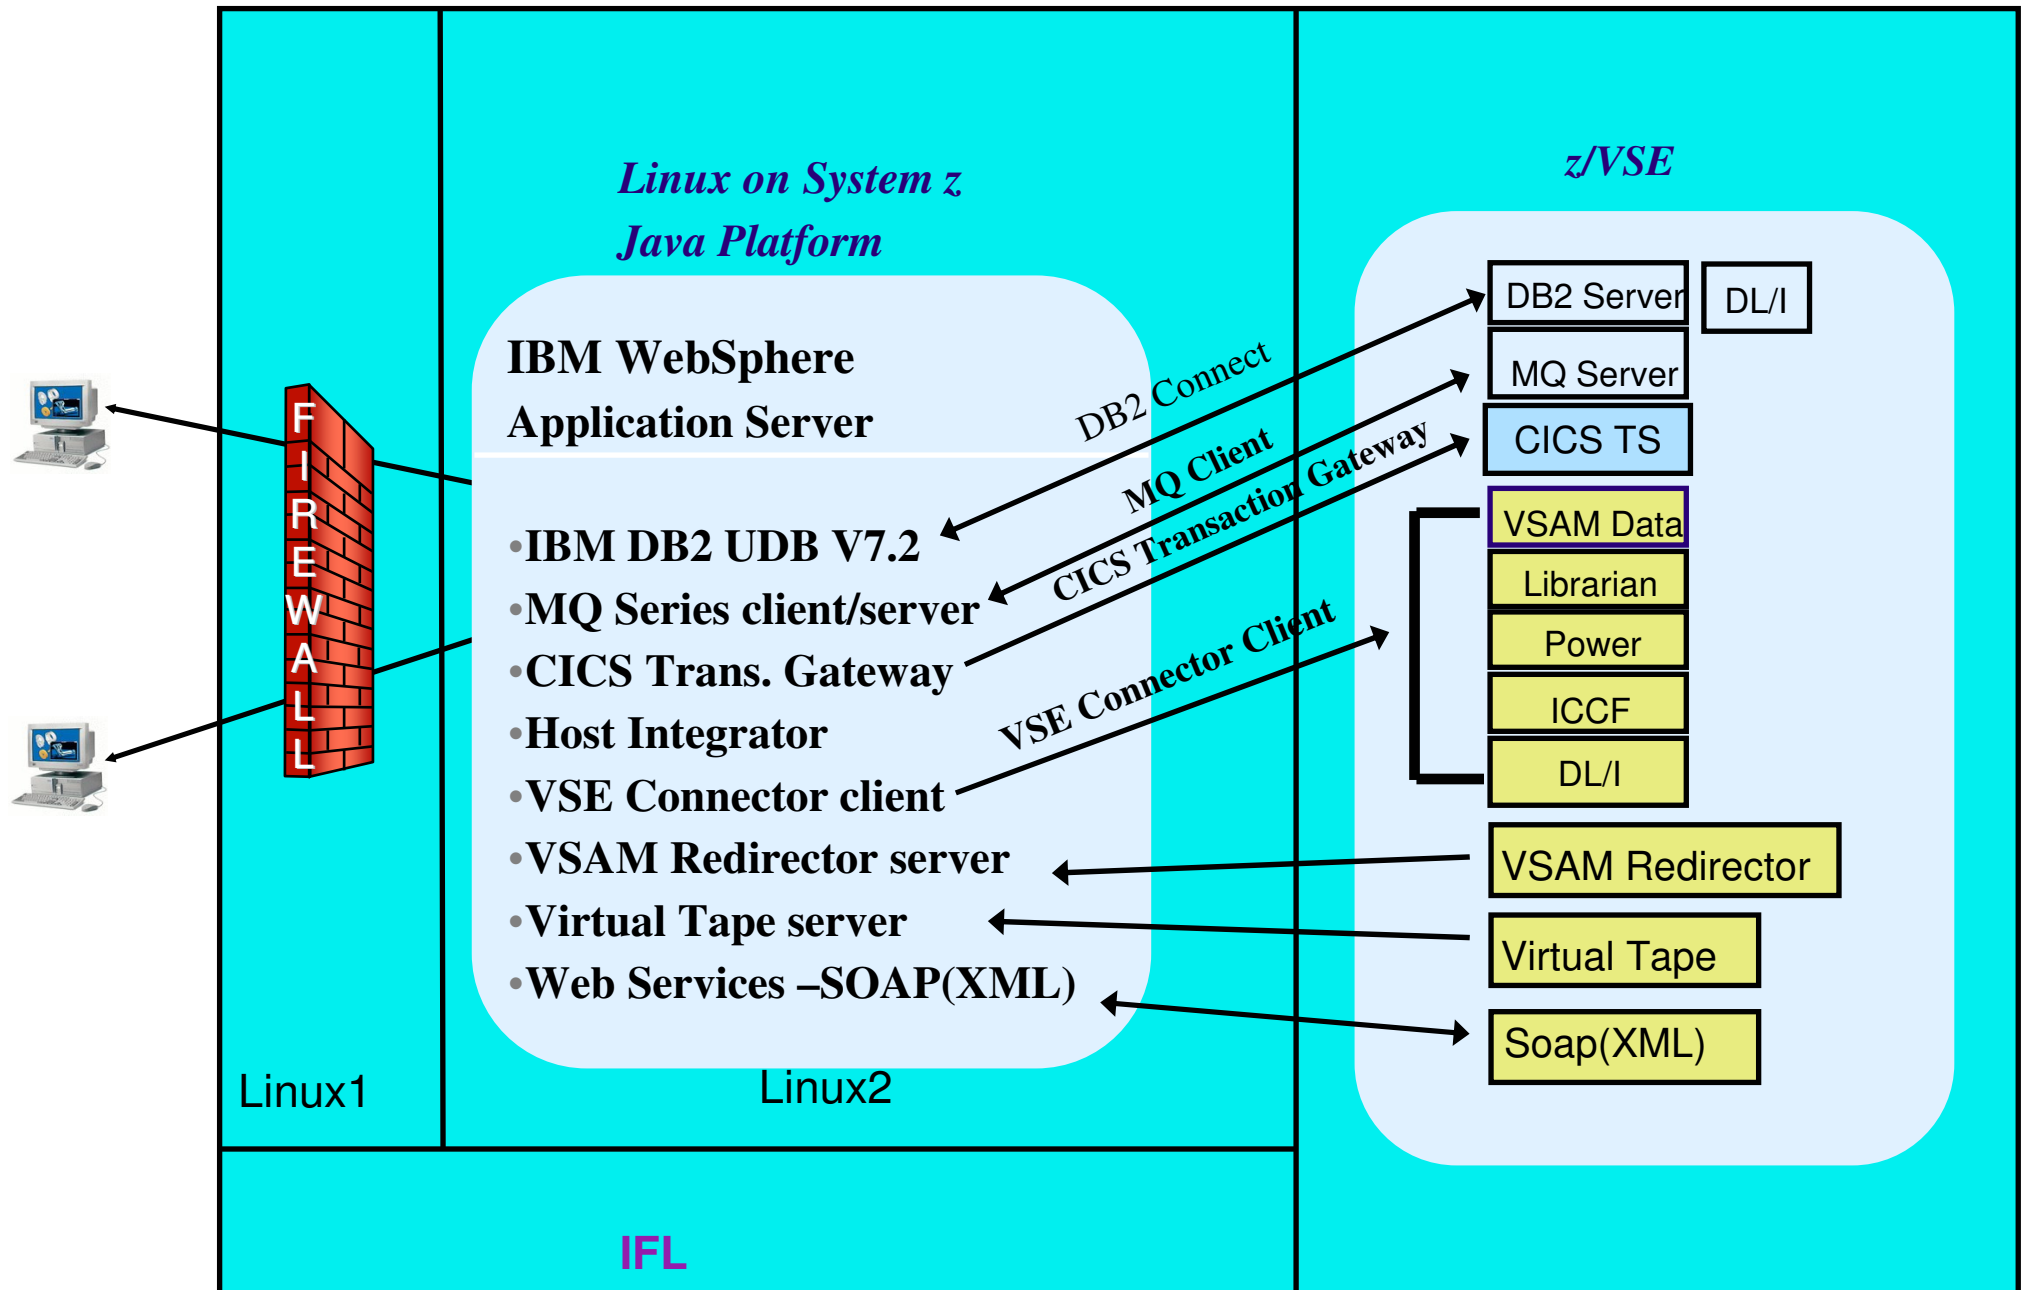 FIREWALL
Linux1
Linux on System z
Java Platform
IBM WebSphere
Application Server
•IBM DB2 UDB V7.2
•MQ Series client/server
•CICS Trans. Gateway
•Host Integrator
•VSE Connector client
•VSAM Redirector server
•Virtual Tape server
•Web Services –SOAP(XML)
Linux2
IFL
DB2 Connect
MQ Client
CICS Transaction Gateway
VSE Connector Client
z/VSE
DB2 Server
DL/I
MQ Server
CICS TS
VSAM Data
Librarian
Power
ICCF
DL/I
VSAM Redirector
Virtual Tape
Soap(XML)